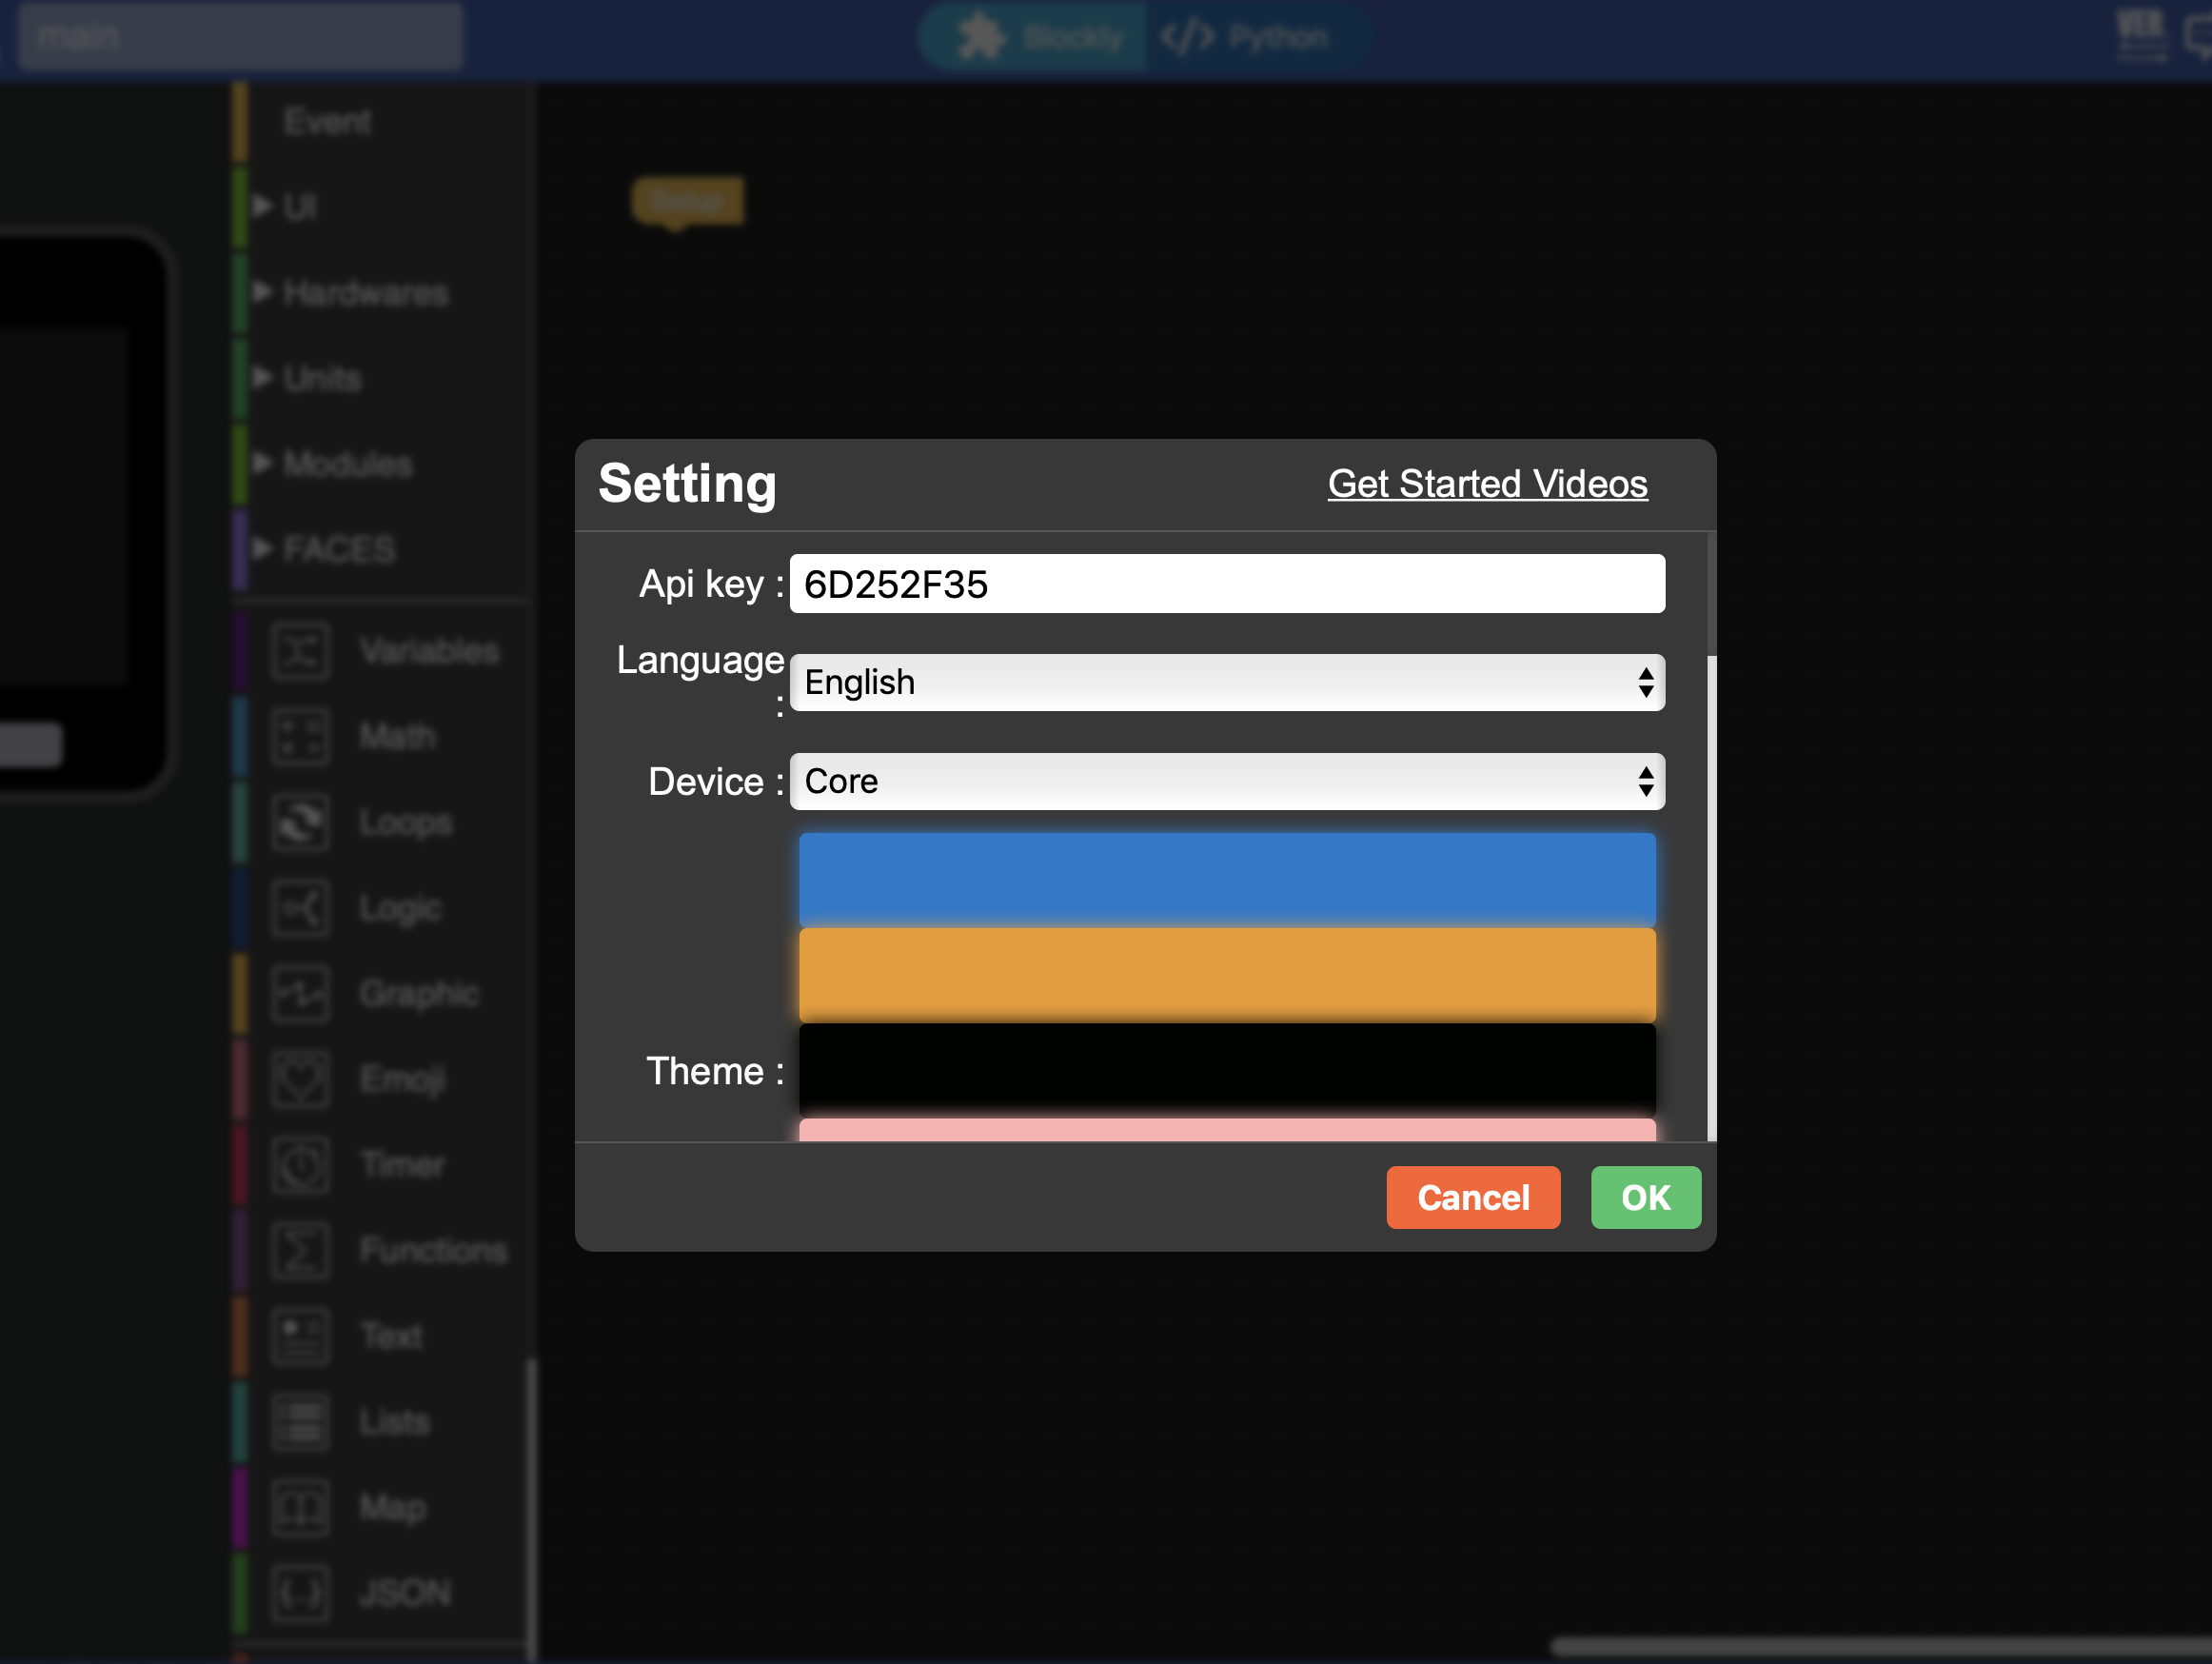 main
Blockly
Python
VER
Event
UI
Setup
Hardwares
Units
Modules
FACES
Setting
Get Started Videos
Api key :
6D252F35
Language
:
English
Device :
Core
Theme :
Cancel
OK
Variables
Math
Loops
Logic
Graphic
Emoji
Timer
Functions
Text
Lists
Map
JSON